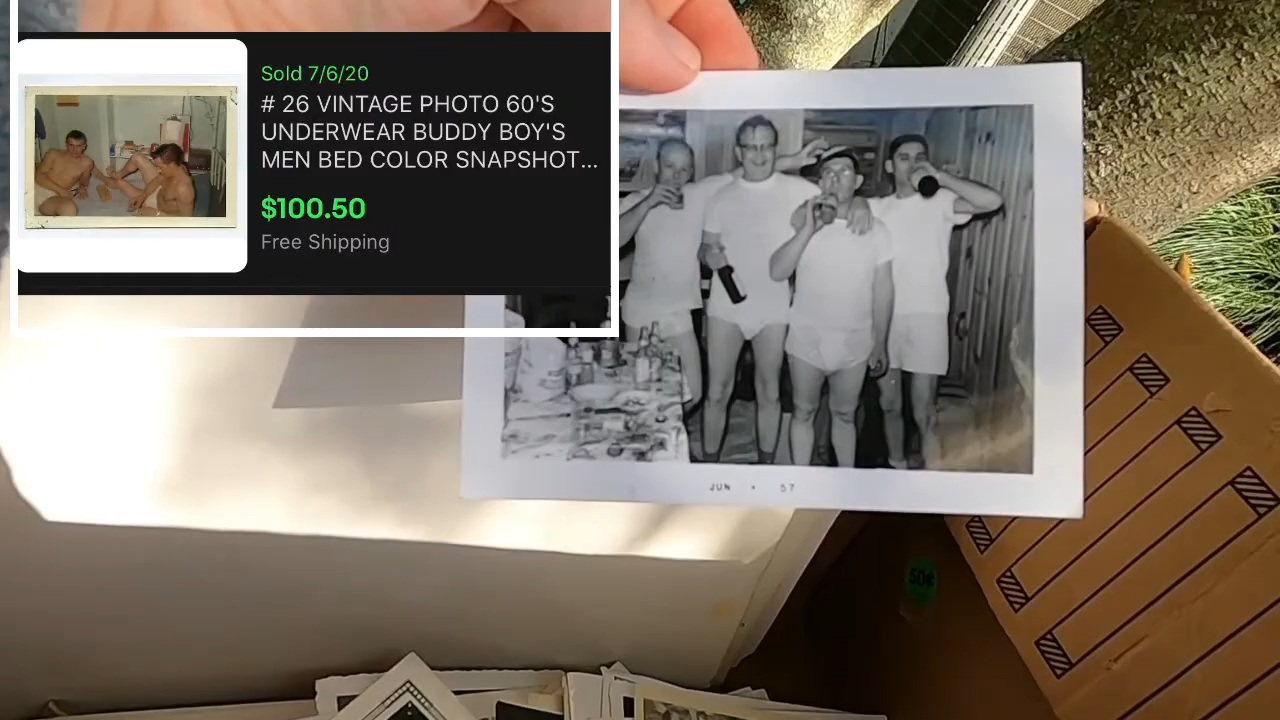 Sold 7/6/20
# 26 VINTAGE PHOTO 60'S
UNDERWEAR BUDDY BOY'S
MEN BED COLOR SNAPSHOT...
$100.50
Free Shipping
JUN • 57
50¢